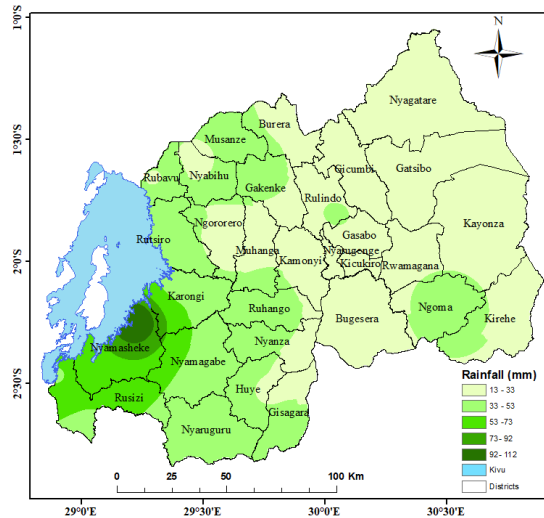 1°0'S
N
Nyagatare
Burera
Musanze
1°30'S
Gicumbi
Gatsibo
Rubavu
Nyabihu
Gakenke
Rulindo
Kayonza
Ngororero
Rutsiro
Gasabo
Muhanga
Nyarugenge
2°0'S
Kamonyi
Kicukiro
Rwamagana
Karongi
Ruhango
Ngoma
Bugesera
Kirehe
Nyanza
Nyamasheke
Nyamagabe
2°30'S
Rusizi
Huye
Gisagara
Nyaruguru
Rainfall (mm)
13 - 33
33 - 53
53 - 73
73 - 92
92 - 112
Kivu
Districts
0 25 50 100 Km
29°0'E 29°30'E 30°0'E 30°30'E